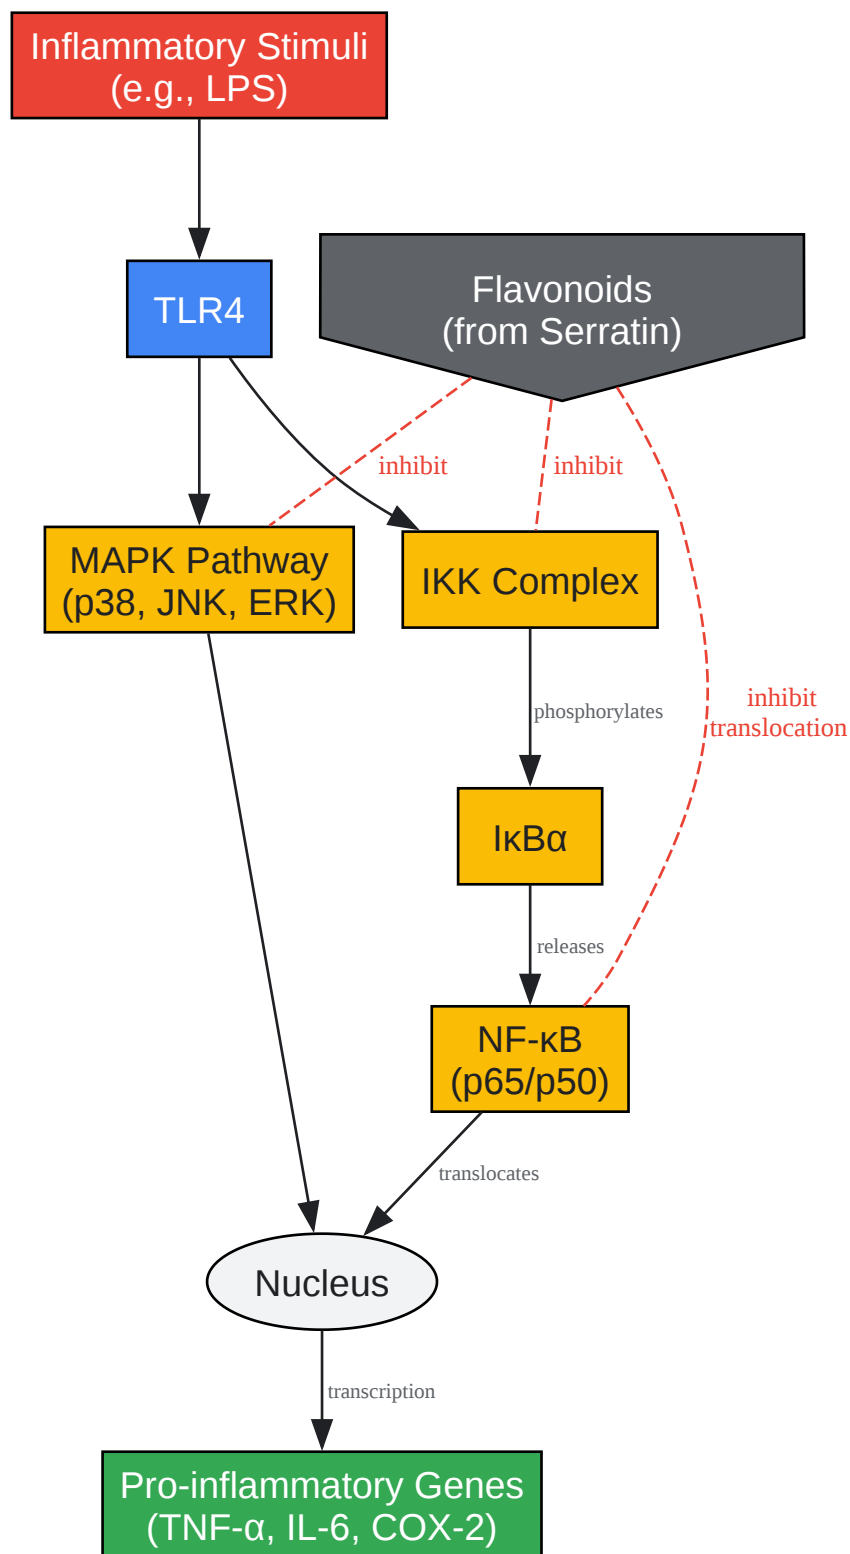 Inflammatory Stimuli
(e.g., LPS)
TLR4
Flavonoids
(from Serratin)
inhibit
inhibit
MAPK Pathway
(p38, JNK, ERK)
IKK Complex
inhibit
translocation
phosphorylates
IκBα
releases
NF-κB
(p65/p50)
translocates
Nucleus
transcription
Pro-inflammatory Genes
(TNF-α, IL-6, COX-2)